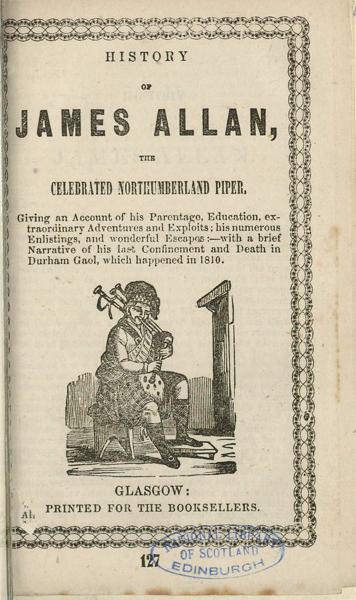 HISTORY
OF
JAMES ALLAN,
THE
CELEBRATED NORTHUMBERLAND PIPER,
Giving an Account of his Parentage, Education, ex-
traordinary Adventures and Exploits; his numerous
Enlistings, and wonderful Escapes:—with a brief
Narrative of his last Confinement and Death in
Durham Gaol, which happened in 1810.
GLASGOW:
PRINTED FOR THE BOOKSELLERS.
NATIONAL LIBRARY
OF SCOTLAND
EDINBURGH
127